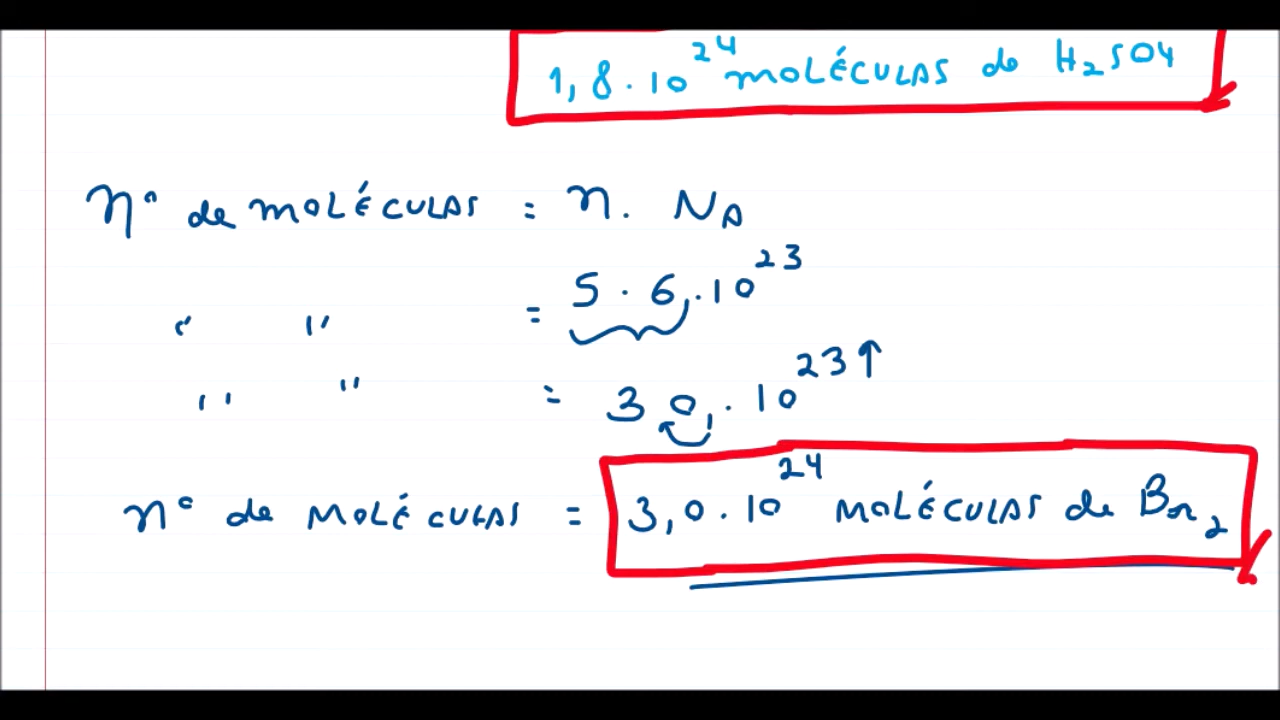 1,8 . 10²⁴ MOLÉCULAS de H₂SO4
nº de MOLÉCULAS = n . NA
" " = 5 . 6, . 10²³
" " = 30, . 10²³ ↑
nº de MOLÉCULAS = 3,0 . 10²⁴ MOLÉCULAS de Br₂